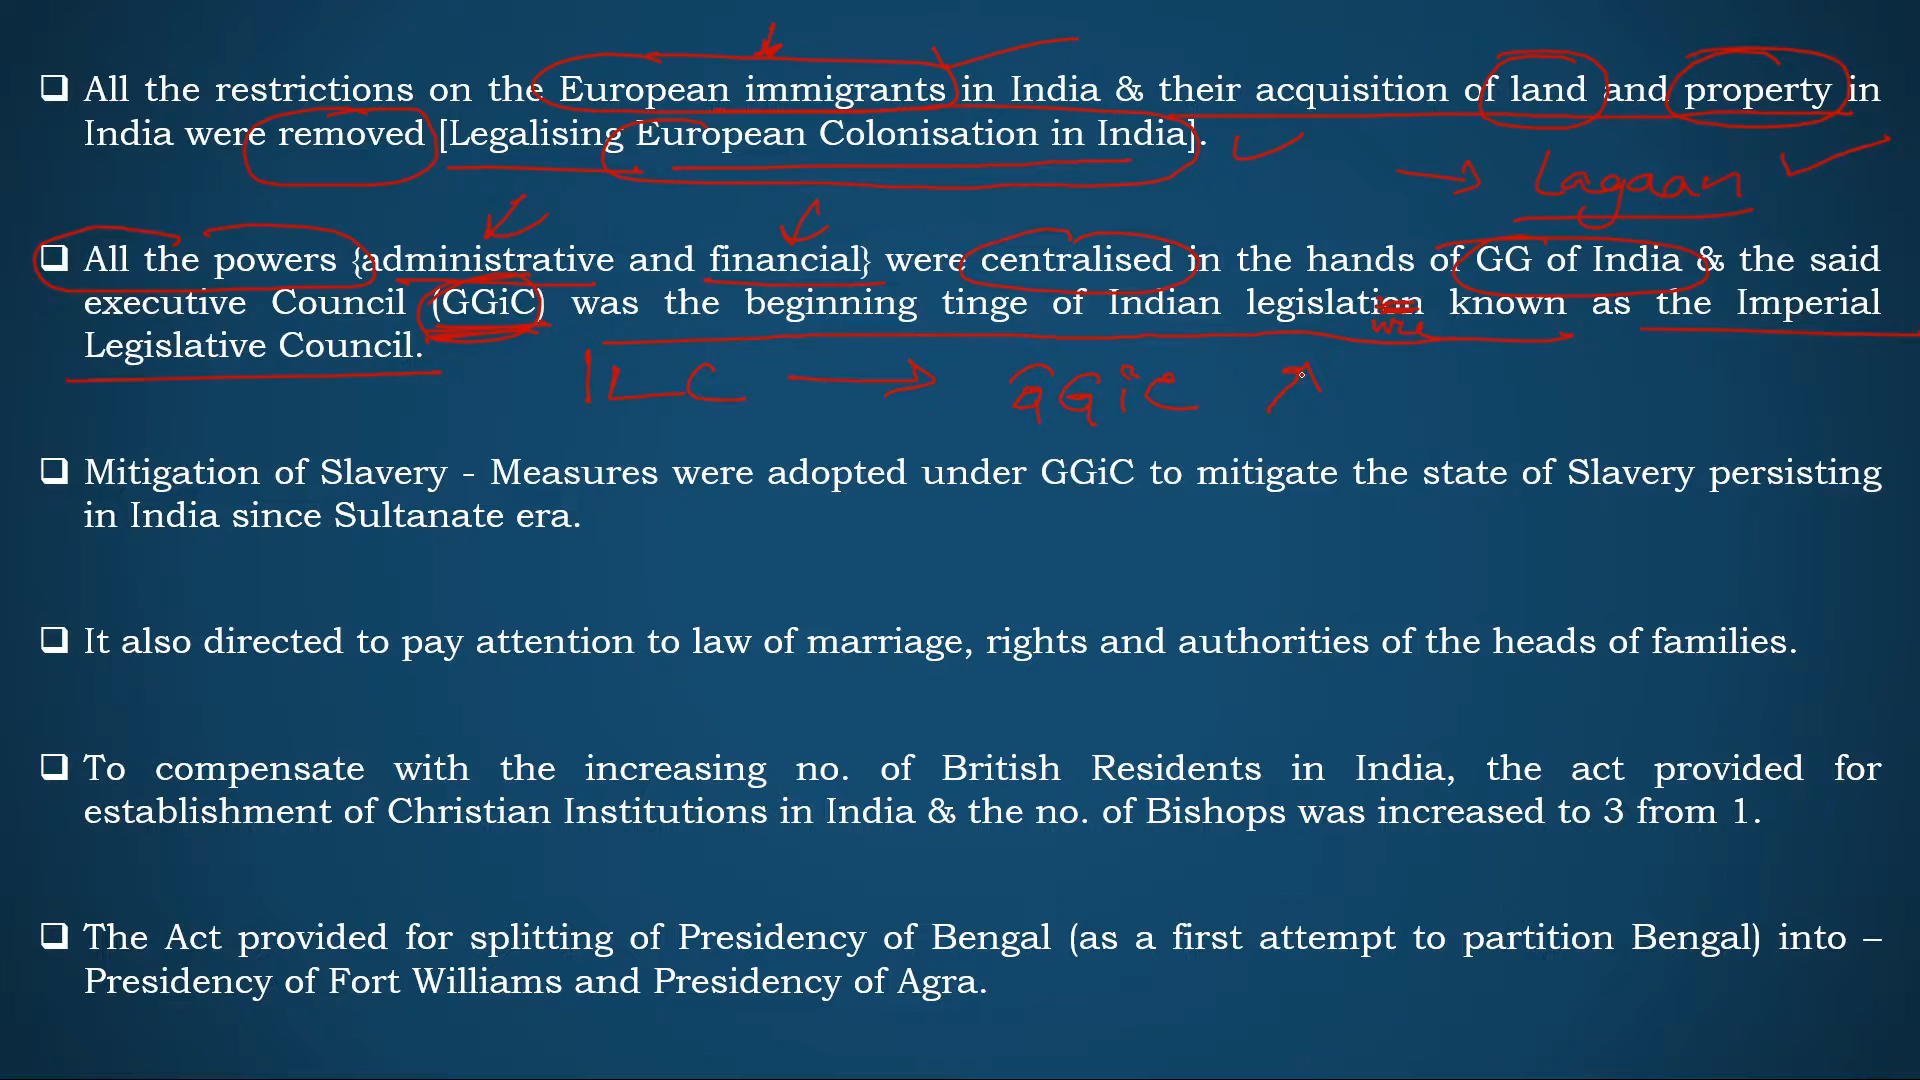 ❑ All the restrictions on the European immigrants in India & their acquisition of land and property in
India were removed [Legalising European Colonisation in India].
→ Lagaan
❑ All the powers {administrative and financial} were centralised in the hands of GG of India & the said
executive Council (GGiC) was the beginning tinge of Indian legislation known as the Imperial
Legislative Council.
ILC → GGiC ↗
❑ Mitigation of Slavery - Measures were adopted under GGiC to mitigate the state of Slavery persisting
in India since Sultanate era.
❑ It also directed to pay attention to law of marriage, rights and authorities of the heads of families.
❑ To compensate with the increasing no. of British Residents in India, the act provided for
establishment of Christian Institutions in India & the no. of Bishops was increased to 3 from 1.
❑ The Act provided for splitting of Presidency of Bengal (as a first attempt to partition Bengal) into –
Presidency of Fort Williams and Presidency of Agra.